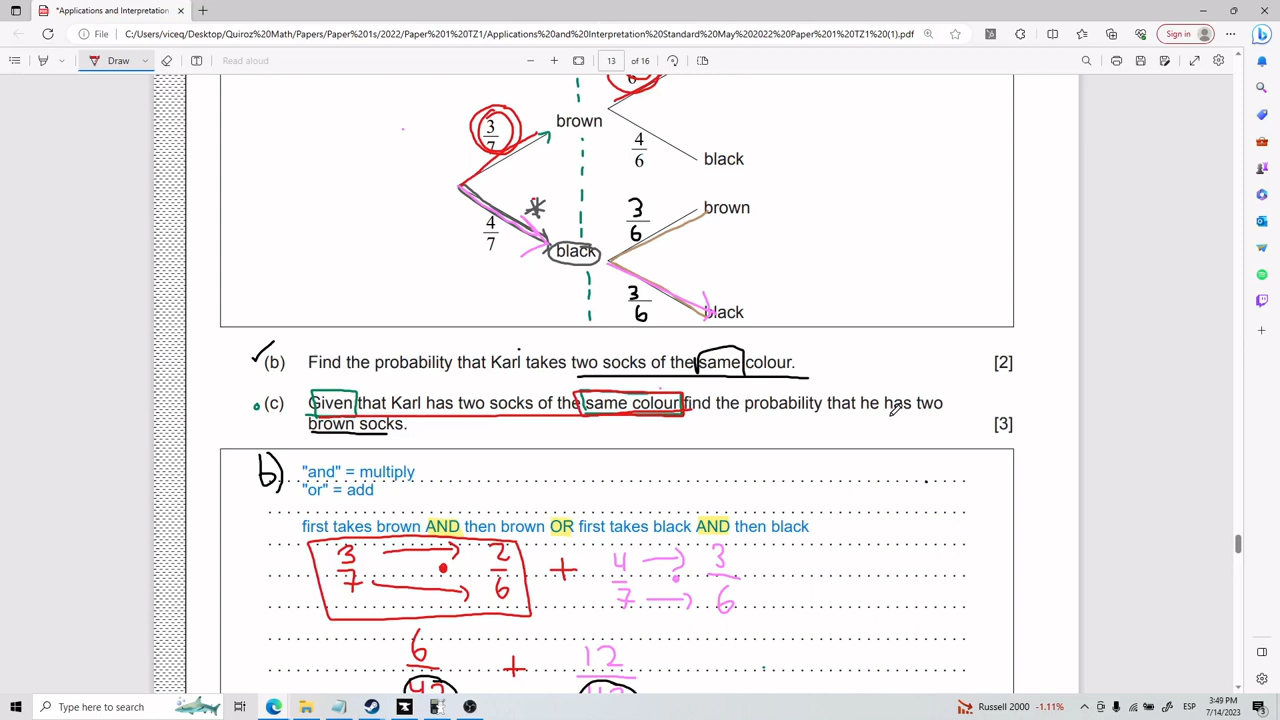 *Applications and Interpretation
File
C:/Users/viceq/Desktop/Quiroz%20Math/Papers/Paper%201s/2022/Paper%201%20TZ1/Applications%20and%20Interpretation%20Standard%20May%202022%20Paper%201%20TZ1%20(1).pdf
Sign in
Draw
Read aloud
13 of 16
3
7
brown
4
6
black
4
7
black
3
6
brown
3
6
black
(b) Find the probability that Karl takes two socks of the same colour. [2]
(c) Given that Karl has two socks of the same colour find the probability that he has two
brown socks. [3]
b)
"and" = multiply
"or" = add
first takes brown AND then brown OR first takes black AND then black
3/7 · 2/6 + 4/7 · 3/6
6/42 + 12/42
Type here to search
Russell 2000 -1.11%
ESP
3:49 PM
7/14/2023